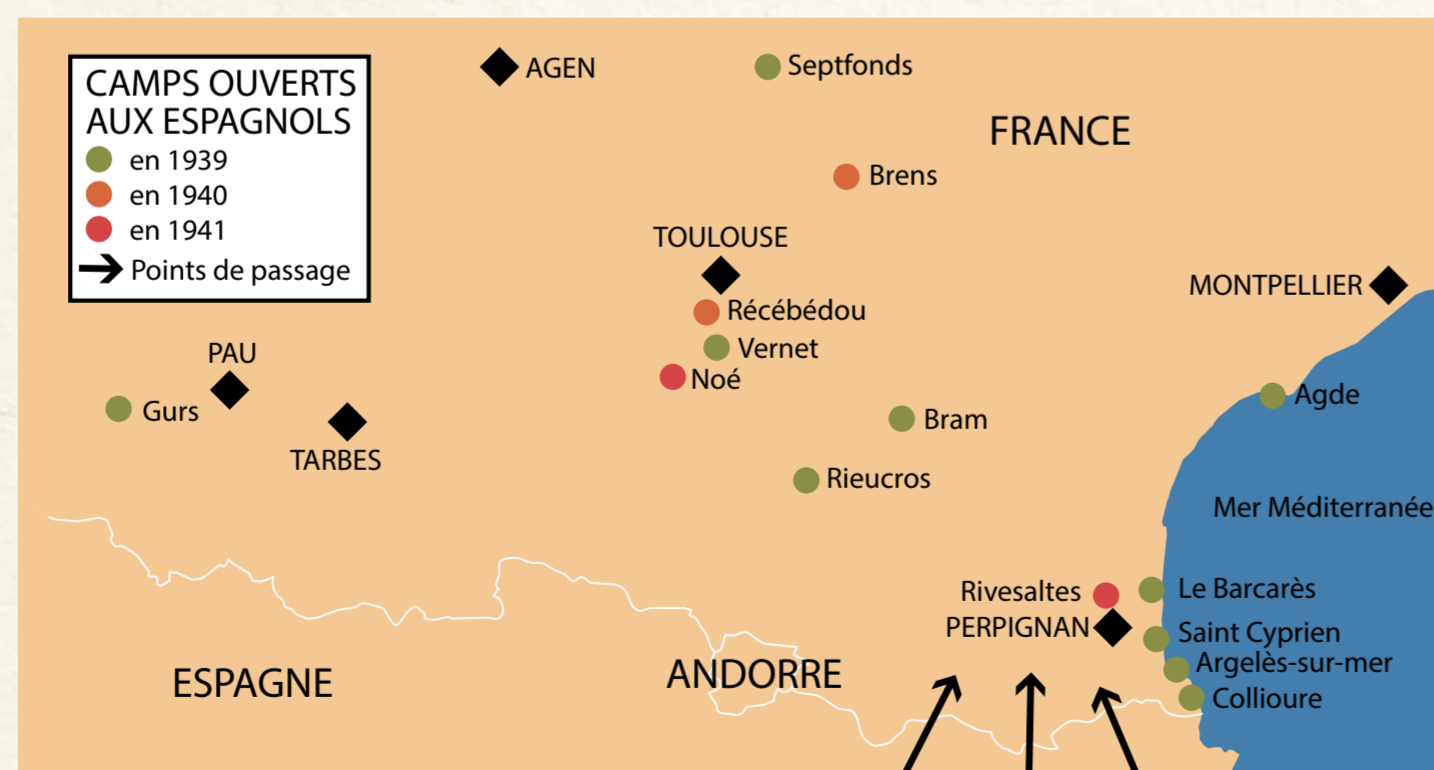 CAMPS OUVERTS
AUX ESPAGNOLS
en 1939
en 1940
en 1941
Points de passage
AGEN
Septfonds
FRANCE
Brens
TOULOUSE
MONTPELLIER
Récébédou
Vernet
PAU
Noé
Gurs
Agde
Bram
TARBES
Rieucros
Mer Méditerranée
Rivesaltes
Le Barcarès
PERPIGNAN
Saint Cyprien
Argelès-sur-mer
ESPAGNE
ANDORRE
Collioure